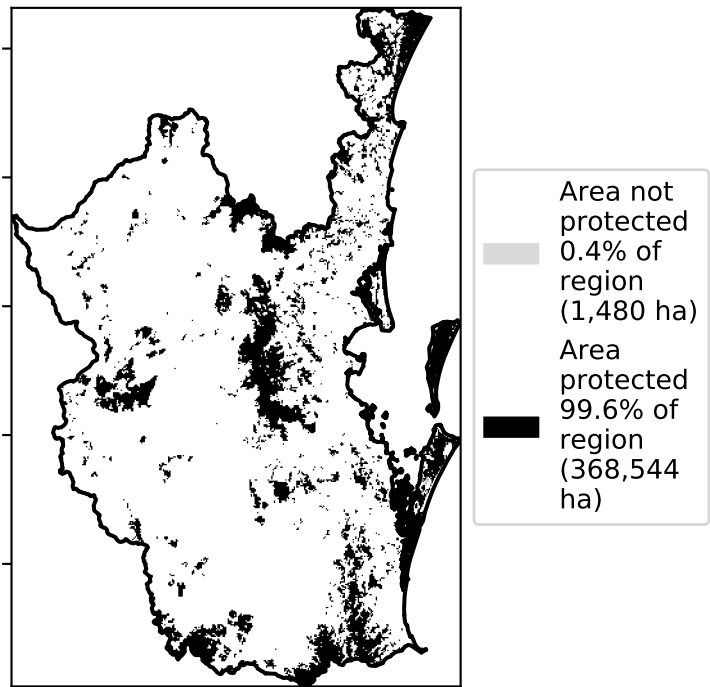 Area not
protected
0.4% of
region
(1,480 ha)
Area
protected
99.6% of
region
(368,544
ha)